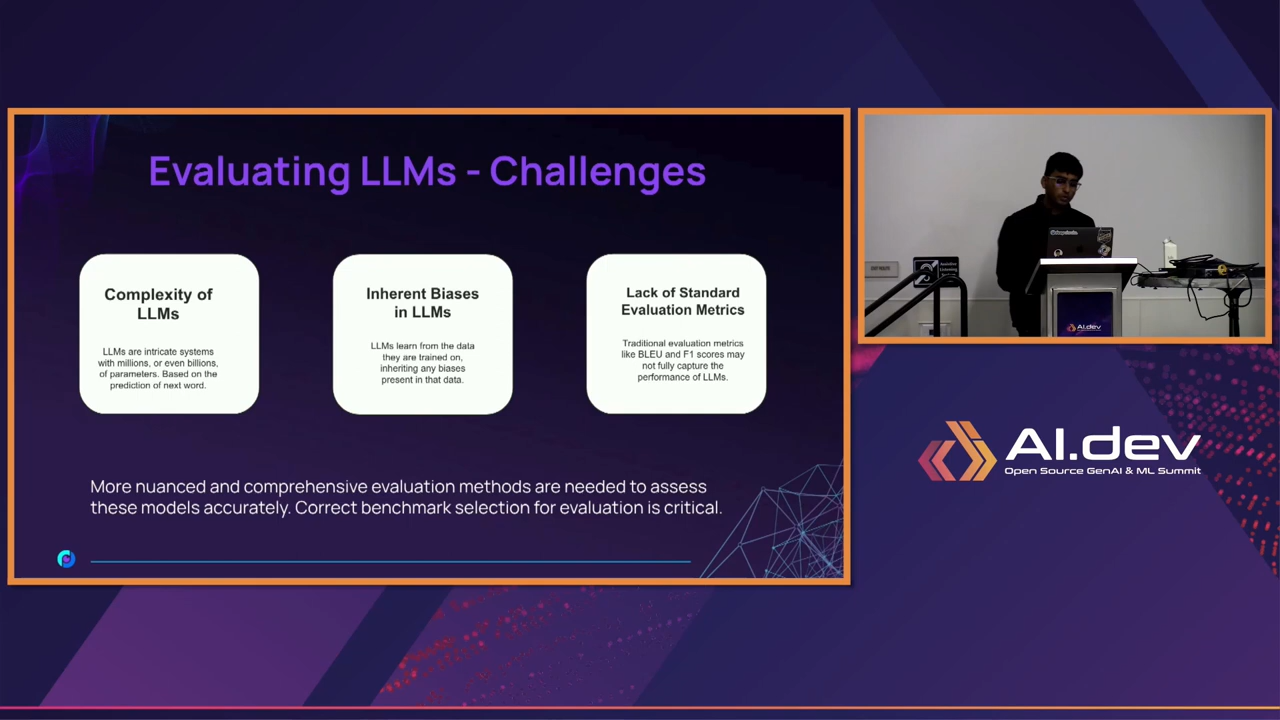 Evaluating LLMs - Challenges
Complexity of
LLMs
LLMs are intricate systems
with millions, or even billions,
of parameters. Based on the
prediction of next word.
Inherent Biases
in LLMs
LLMs learn from the data
they are trained on,
inheriting any biases
present in that data.
Lack of Standard
Evaluation Metrics
Traditional evaluation metrics
like BLEU and F1 scores may
not fully capture the
performance of LLMs.
More nuanced and comprehensive evaluation methods are needed to assess
these models accurately. Correct benchmark selection for evaluation is critical.
Assistive
Listening
AI.dev
AI.dev
Open Source GenAI & ML Summit